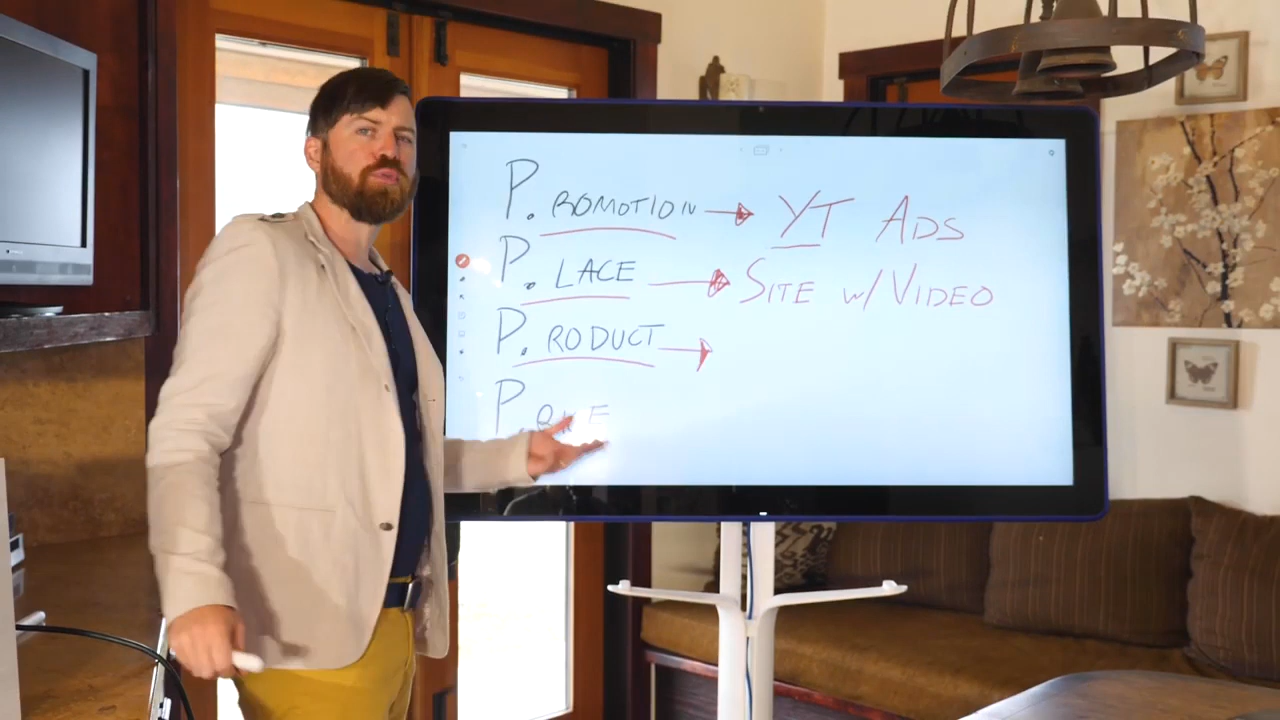 P. ROMOTION → YT ADS
P. LACE → SITE W/ VIDEO
P. RODUCT →
P.